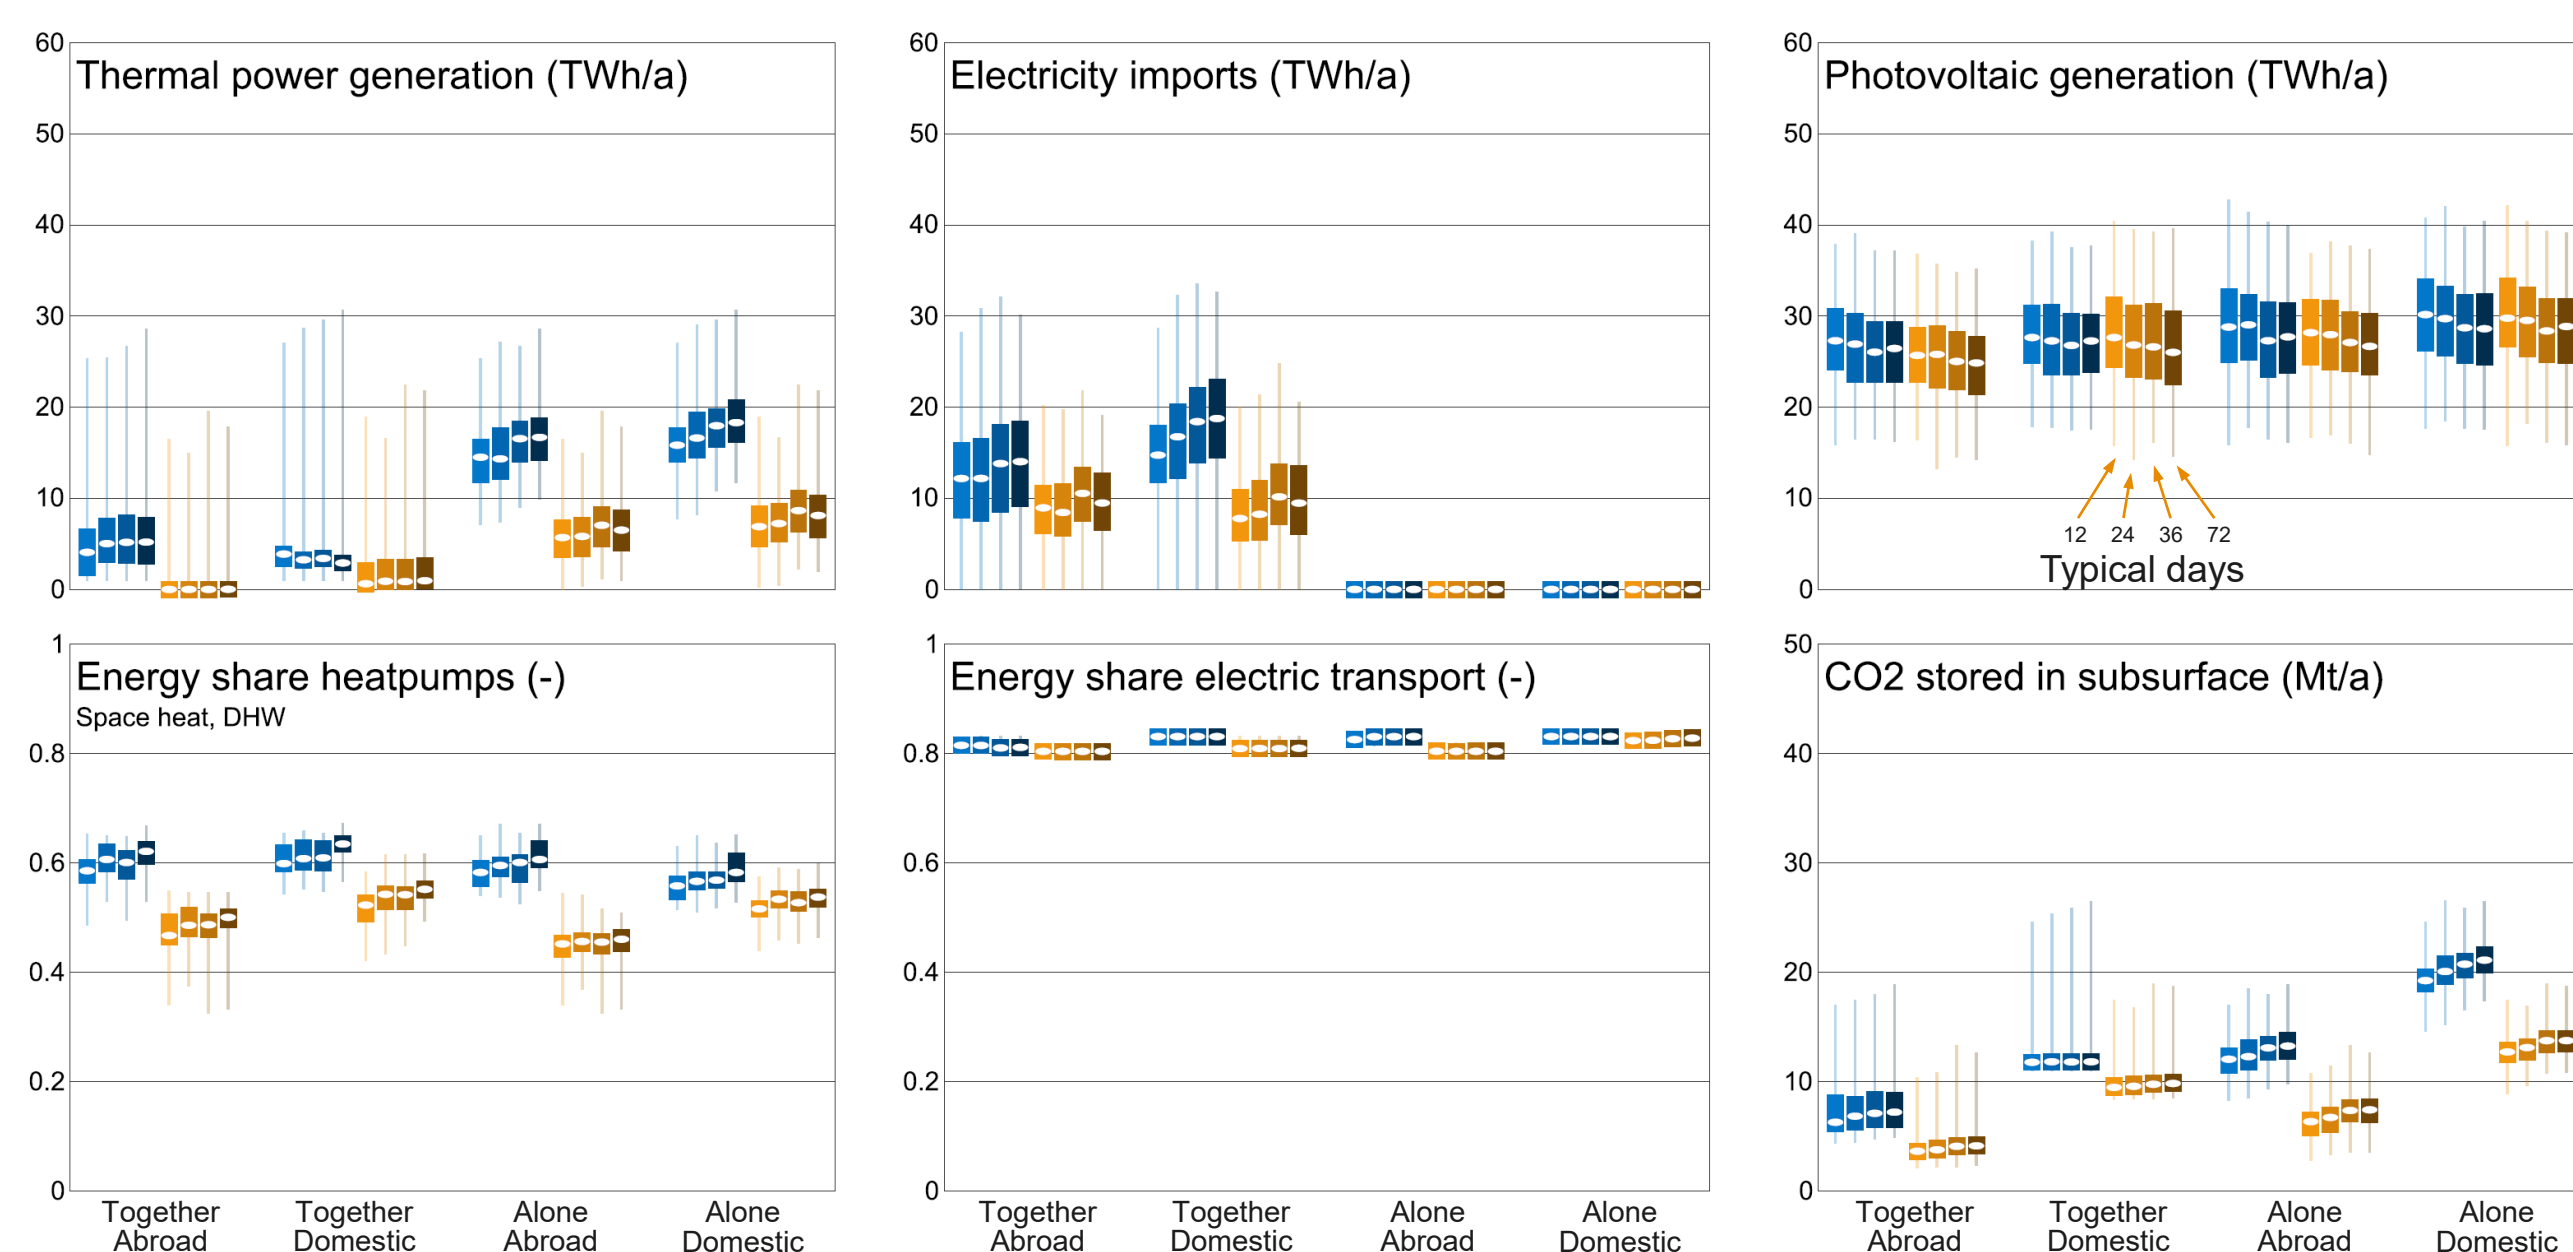 Thermal power generation (TWh/a)
60
50
40
30
20
10
0
Electricity imports (TWh/a)
60
50
40
30
20
10
0
Photovoltaic generation (TWh/a)
60
50
40
30
20
10
0
12 24 36 72
Typical days
Energy share heatpumps (-)
Space heat, DHW
1
0.8
0.6
0.4
0.2
0
Together Abroad
Together Domestic
Alone Abroad
Alone Domestic
Energy share electric transport (-)
1
0.8
0.6
0.4
0.2
0
Together Abroad
Together Domestic
Alone Abroad
Alone Domestic
CO2 stored in subsurface (Mt/a)
50
40
30
20
10
0
Together Abroad
Together Domestic
Alone Abroad
Alone Domestic